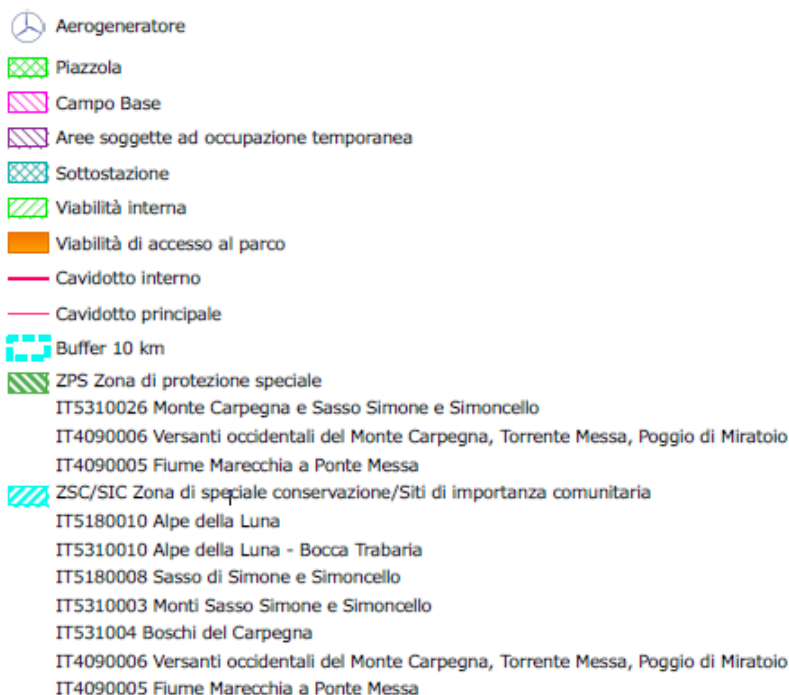 Aerogeneratore
Piazzola
Campo Base
Aree soggette ad occupazione temporanea
Sottostazione
Viabilità interna
Viabilità di accesso al parco
Cavidotto interno
Cavidotto principale
Buffer 10 km
ZPS Zona di protezione speciale
IT5310026 Monte Carpegna e Sasso Simone e Simoncello
IT4090006 Versanti occidentali del Monte Carpegna, Torrente Messa, Poggio di Miratoio
IT4090005 Fiume Marecchia a Ponte Messa
ZSC/SIC Zona di speciale conservazione/Siti di importanza comunitaria
IT5180010 Alpe della Luna
IT5310010 Alpe della Luna - Bocca Trabaria
IT5180008 Sasso di Simone e Simoncello
IT5310003 Monti Sasso Simone e Simoncello
IT531004 Boschi del Carpegna
IT4090006 Versanti occidentali del Monte Carpegna, Torrente Messa, Poggio di Miratoio
IT4090005 Fiume Marecchia a Ponte Messa